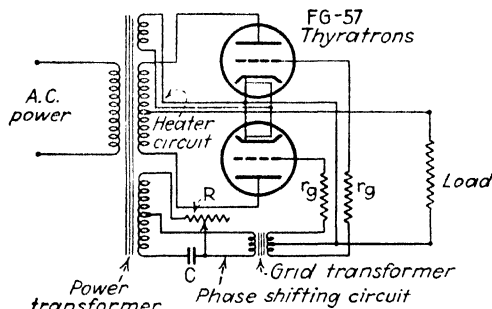 FG-57
Thyratrons
A.C.
power
Heater
circuit
R
rg
rg
Load
C
Grid transformer
Power
transformer
Phase shifting circuit